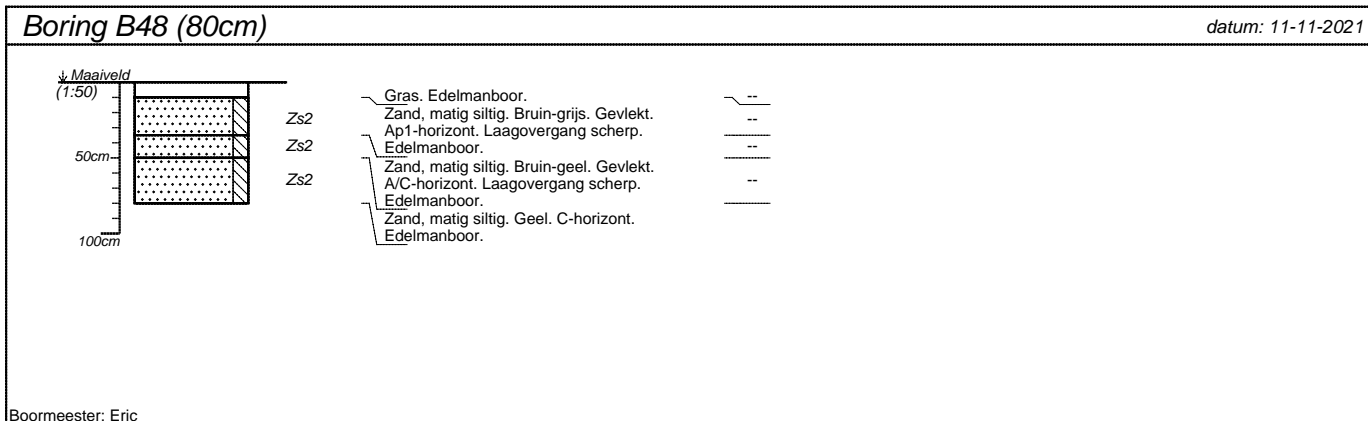 Boring B48 (80cm)
datum: 11-11-2021
Maaiveld
(1:50)
50cm
100cm
Zs2
Zs2
Zs2
Gras. Edelmanboor.
Zand, matig siltig. Bruin-grijs. Gevlekt.
Ap1-horizont. Laagovergang scherp.
Edelmanboor.
Zand, matig siltig. Bruin-geel. Gevlekt.
A/C-horizont. Laagovergang scherp.
Edelmanboor.
Zand, matig siltig. Geel. C-horizont.
Edelmanboor.
--
--
--
--
Boormeester: Eric